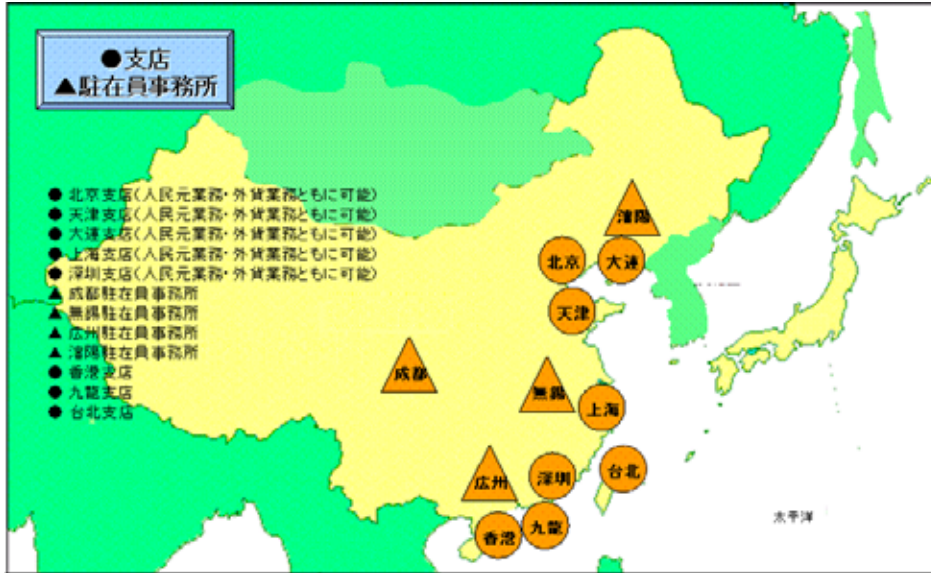 ●支店
▲駐在員事務所
● 北京支店(人民元業務・外貨業務ともに可能)
● 天津支店(人民元業務・外貨業務ともに可能)
● 大連支店(人民元業務・外貨業務ともに可能)
● 上海支店(人民元業務・外貨業務ともに可能)
● 深圳支店(人民元業務・外貨業務ともに可能)
▲ 成都駐在員事務所
▲ 無錫駐在員事務所
▲ 広州駐在員事務所
▲ 瀋陽駐在員事務所
● 香港支店
● 九龍支店
● 台北支店
瀋陽
北京
大連
天津
成都
無錫
上海
広州
深圳
台北
香港
九龍
太平洋